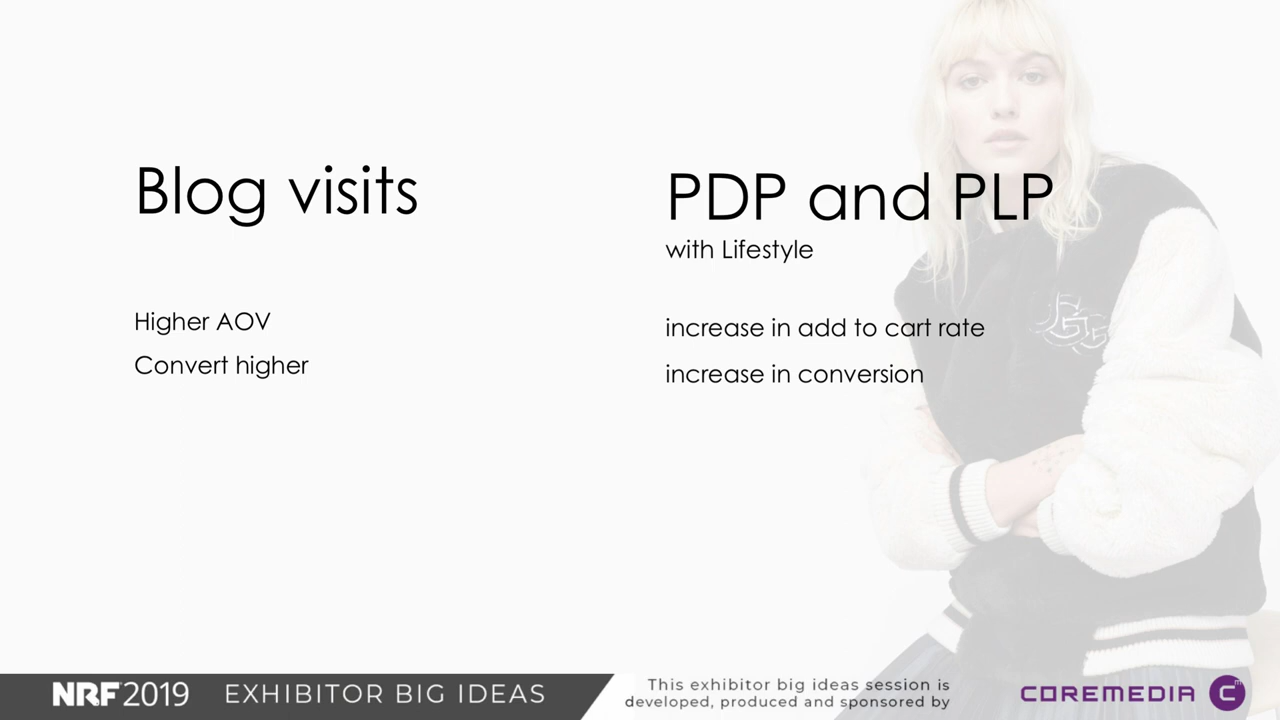 Blog visits
Higher AOV
Convert higher
PDP and PLP
with Lifestyle
increase in add to cart rate
increase in conversion
NRF 2019 EXHIBITOR BIG IDEAS
This exhibitor big ideas session is
developed, produced and sponsored by
COREMEDIA Cm